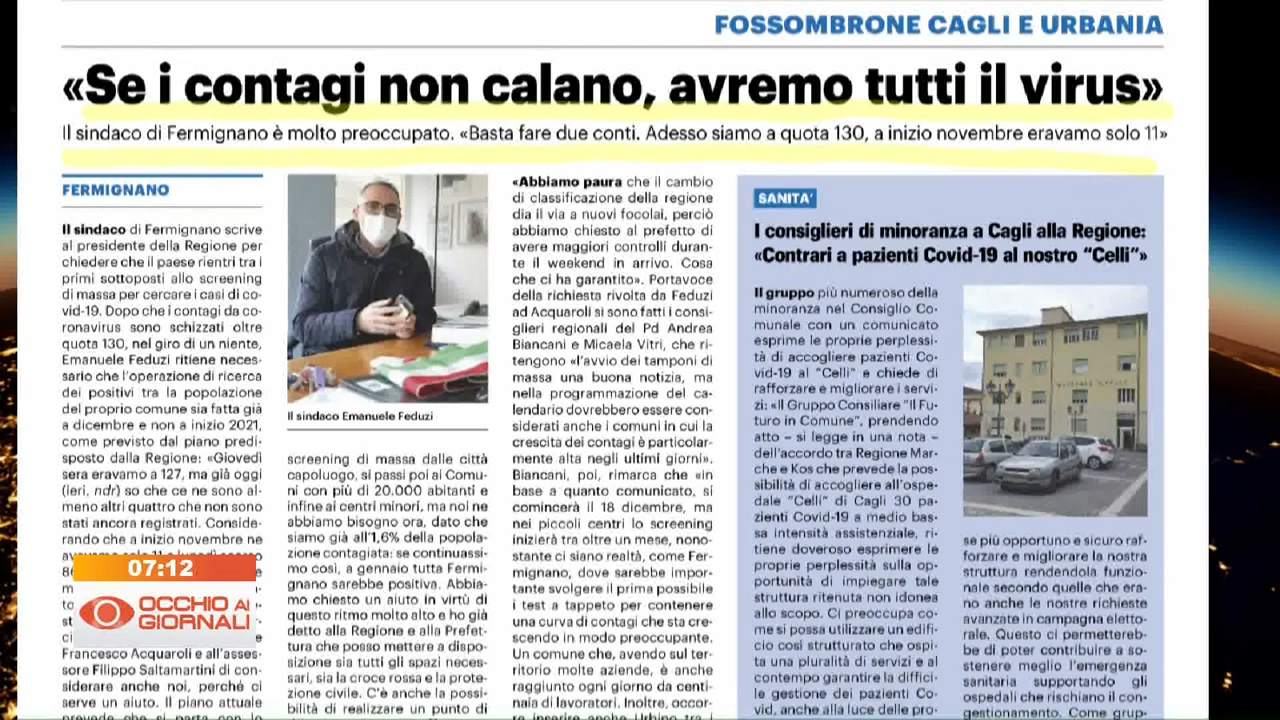 FOSSOMBRONE CAGLI E URBANIA
«Se i contagi non calano, avremo tutti il virus»
Il sindaco di Fermignano è molto preoccupato. «Basta fare due conti. Adesso siamo a quota 130, a inizio novembre eravamo solo 11»
FERMIGNANO
Il sindaco di Fermignano scrive
al presidente della Regione per
chiedere che il paese rientri tra i
primi sottoposti allo screening
di massa per cercare i casi di co-
vid-19. Dopo che i contagi da co-
ronavirus sono schizzati oltre
quota 130, nel giro di un niente,
Emanuele Feduzi ritiene neces-
sario che l'operazione di ricerca
dei positivi tra la popolazione
del proprio comune sia fatta già
a dicembre e non a inizio 2021,
come previsto dal piano predi-
sposto dalla Regione: «Giovedì
sera eravamo a 127, ma già oggi
(ieri, ndr) so che ce ne sono al-
meno altri quattro che non sono
stati ancora registrati. Conside-
rando che a inizio novembre ne
07:12
OCCHIO AI
GIORNALI
Francesco Acquaroli e all'asses-
sore Filippo Saltamartini di con-
siderare anche noi, perché ci
serve un aiuto. Il piano attuale
prevede che si parta con lo
Il sindaco Emanuele Feduzi
screening di massa dalle città
capoluogo, si passi poi ai Comu-
ni con più di 20.000 abitanti e
infine ai centri minori, ma noi ne
abbiamo bisogno ora, dato che
siamo già all'1,6% della popola-
zione contagiata: se continuassi-
mo così, a gennaio tutta Fermi-
gnano sarebbe positiva. Abbia-
mo chiesto un aiuto in virtù di
questo ritmo molto alto e ho già
detto alla Regione e alla Prefet-
tura che posso mettere a dispo-
sizione sia tutti gli spazi neces-
sari, sia la croce rossa e la prote-
zione civile. C'è anche la possi-
bilità di realizzare un punto di
«Abbiamo paura che il cambio
di classificazione della regione
dia il via a nuovi focolai, perciò
abbiamo chiesto al prefetto di
avere maggiori controlli duran-
te il weekend in arrivo. Cosa
che ci ha garantito». Portavoce
della richiesta rivolta da Feduzi
ad Acquaroli si sono fatti i consi-
glieri regionali del Pd Andrea
Biancani e Micaela Vitri, che ri-
tengono «l'avvio dei tamponi di
massa una buona notizia, ma
nella programmazione del ca-
lendario dovrebbero essere con-
siderati anche i comuni in cui la
crescita dei contagi è particolar-
mente alta negli ultimi giorni».
Biancani, poi, rimarca che «in
base a quanto comunicato, si
comincerà il 18 dicembre, ma
nei piccoli centri lo screening
inizierà tra oltre un mese, nono-
stante ci siano realtà, come Fer-
mignano, dove sarebbe impor-
tante svolgere il prima possibile
i test a tappeto per contenere
una curva di contagi che sta cre-
scendo in modo preoccupante.
Un comune che, avendo sul ter-
ritorio molte aziende, è anche
raggiunto ogni giorno da centi-
naia di lavoratori. Inoltre, occor-
re inserire anche Urbino tra i
SANITA'
I consiglieri di minoranza a Cagli alla Regione:
«Contrari a pazienti Covid-19 al nostro "Celli"»
Il gruppo più numeroso della
minoranza nel Consiglio Co-
munale con un comunicato
esprime le proprie perplessi-
tà di accogliere pazienti Co-
vid-19 al "Celli" e chiede di
rafforzare e migliorare i servi-
zi: «Il Gruppo Consiliare "Il Fu-
turo in Comune", prendendo
atto – si legge in una nota –
dell'accordo tra Regione Mar-
che e Kos che prevede la pos-
sibilità di accogliere all'ospe-
dale "Celli" di Cagli 30 pa-
zienti Covid-19 a medio bas-
sa intensità assistenziale, ri-
tiene doveroso esprimere le
proprie perplessità sulla op-
portunità di impiegare tale
struttura ritenuta non idonea
allo scopo. Ci preoccupa co-
me si possa utilizzare un edifi-
cio così strutturato che ospi-
ta una pluralità di servizi e al
contempo garantire la diffici-
le gestione dei pazienti Co-
vid, anche alla luce delle pro-
se più opportuno e sicuro raf-
forzare e migliorare la nostra
struttura rendendola funzio-
nale secondo quelle che era-
no anche le nostre richieste
avanzate in campagna eletto-
rale. Questo ci permettereb-
be di poter contribuire a so-
stenere meglio l'emergenza
sanitaria supportando gli
ospedali che rischiano il con-
gestionamento. Come grup-